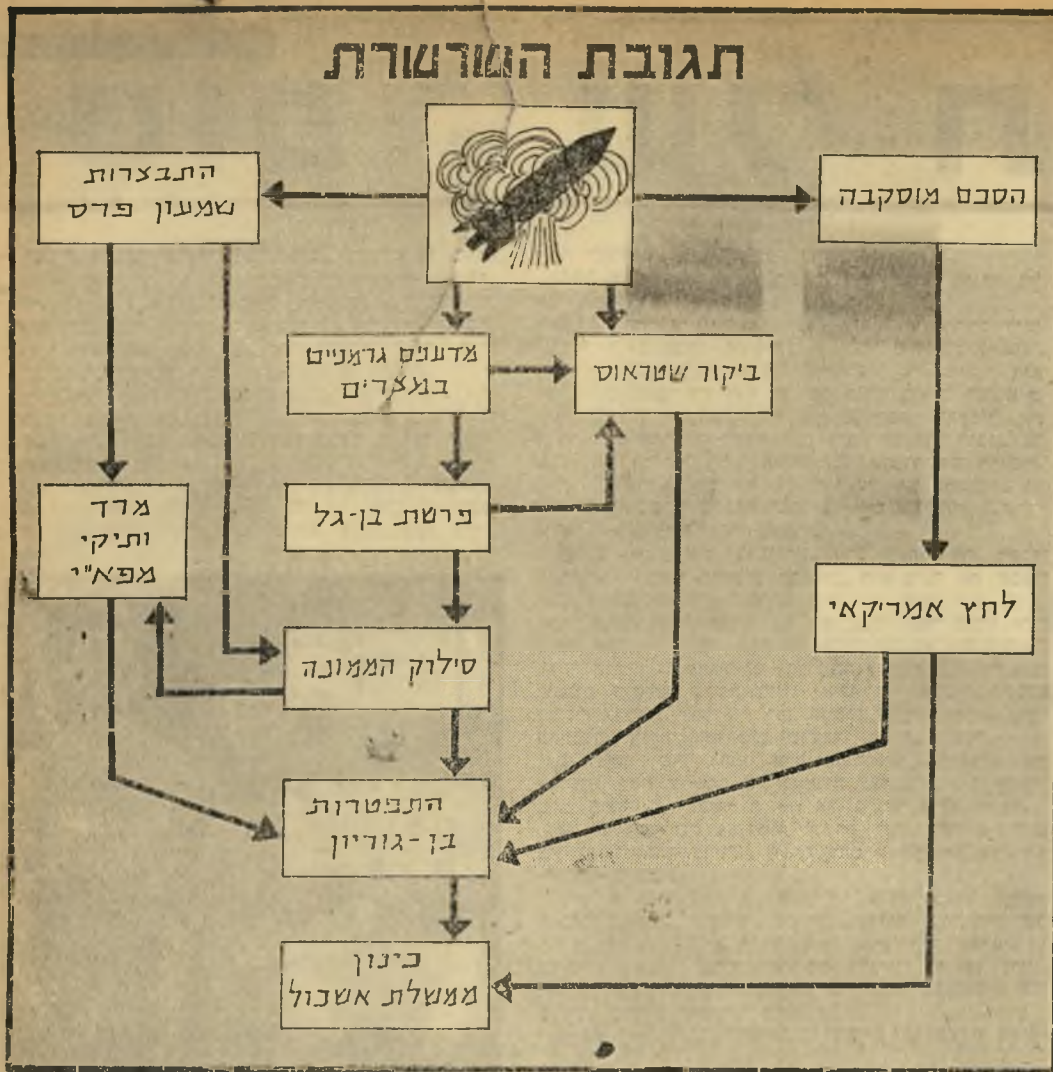 תגובת השרשרת
הסכם מוסקבה
התבצרות
שמעון פרס
ביקור שטראוס
מדענים גרמנים
במצרים
פרשת בן-גל
מרד
ותיקי
מפא"י
לחץ אמריקאי
סילוק הממונה
התפטרות
בן-גוריון
כינון
ממשלת אשכול